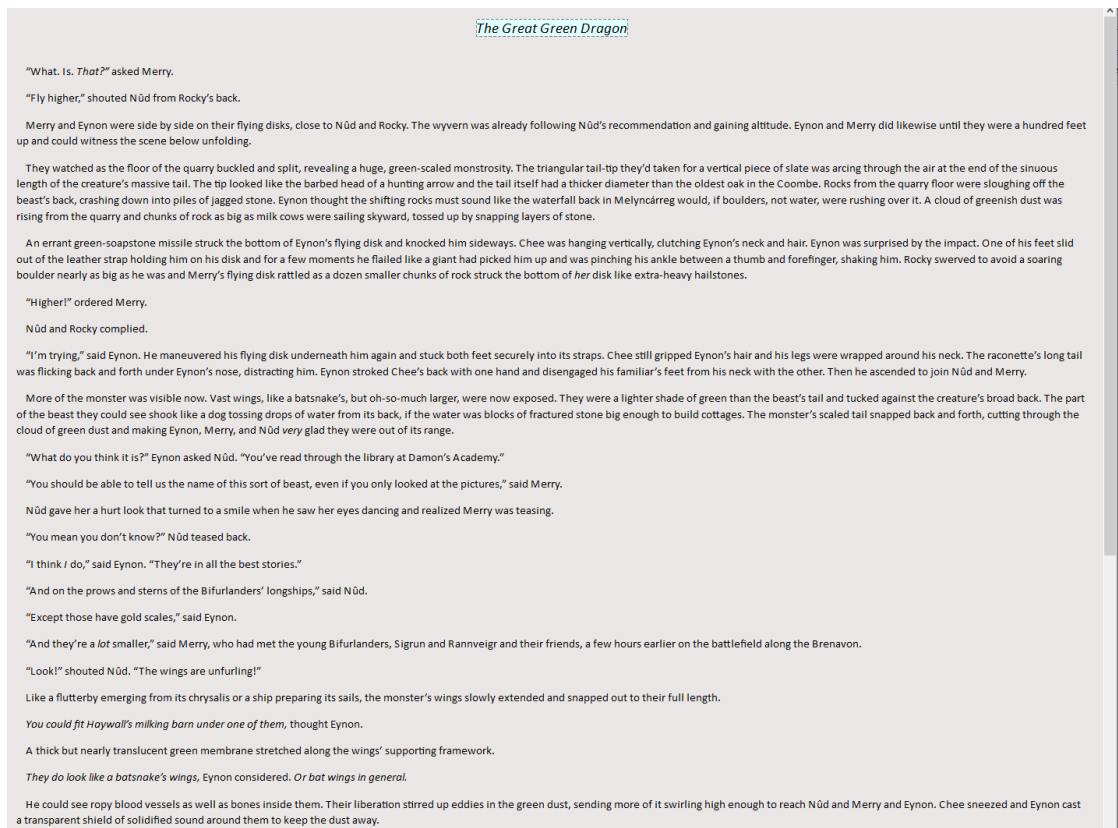 The Great Green Dragon
“What. Is. That?” asked Merry.
“Fly higher,” shouted Nûd from Rocky’s back.
Merry and Eynon were side by side on their flying disks, close to Nûd and Rocky. The wyvern was already following Nûd’s recommendation and gaining altitude. Eynon and Merry did likewise until they were a hundred feet
up and could witness the scene below unfolding.
They watched as the floor of the quarry buckled and split, revealing a huge, green-scaled monstrosity. The triangular tail-tip they’d taken for a vertical piece of slate was arcing through the air at the end of the sinuous
length of the creature’s massive tail. The tip looked like the barbed head of a hunting arrow and the tail itself had a thicker diameter than the oldest oak in the Coombe. Rocks from the quarry floor were sloughing off the
beast’s back, crashing down into piles of jagged stone. Eynon thought the shifting rocks must sound like the waterfall back in Melyncárreg would, if boulders, not water, were rushing over it. A cloud of greenish dust was
rising from the quarry and chunks of rock as big as milk cows were sailing skyward, tossed up by snapping layers of stone.
An errant green-soapstone missile struck the bottom of Eynon’s flying disk and knocked him sideways. Chee was hanging vertically, clutching Eynon’s neck and hair. Eynon was surprised by the impact. One of his feet slid
out of the leather strap holding him on his disk and for a few moments he flailed like a giant had picked him up and was pinching his ankle between a thumb and forefinger, shaking him. Rocky swerved to avoid a soaring
boulder nearly as big as he was and Merry’s flying disk rattled as a dozen smaller chunks of rock struck the bottom of her disk like extra-heavy hailstones.
“Higher!” ordered Merry.
Nûd and Rocky complied.
“I’m trying,” said Eynon. He maneuvered his flying disk underneath him again and stuck both feet securely into its straps. Chee still gripped Eynon’s hair and his legs were wrapped around his neck. The raconette’s long tail
was flicking back and forth under Eynon’s nose, distracting him. Eynon stroked Chee’s back with one hand and disengaged his familiar’s feet from his neck with the other. Then he ascended to join Nûd and Merry.
More of the monster was visible now. Vast wings, like a batsnake’s, but oh-so-much larger, were now exposed. They were a lighter shade of green than the beast’s tail and tucked against the creature’s broad back. The part
of the beast they could see shook like a dog tossing drops of water from its back, if the water was blocks of fractured stone big enough to build cottages. The monster’s scaled tail snapped back and forth, cutting through the
cloud of green dust and making Eynon, Merry, and Nûd very glad they were out of its range.
“What do you think it is?” Eynon asked Nûd. “You’ve read through the library at Damon’s Academy.”
“You should be able to tell us the name of this sort of beast, even if you only looked at the pictures,” said Merry.
Nûd gave her a hurt look that turned to a smile when he saw her eyes dancing and realized Merry was teasing.
“You mean you don’t know?” Nûd teased back.
“I think I do,” said Eynon. “They’re in all the best stories.”
“And on the prows and sterns of the Bifurlanders’ longships,” said Nûd.
“Except those have gold scales,” said Eynon.
“And they’re a lot smaller,” said Merry, who had met the young Bifurlanders, Sigrun and Rannveigr and their friends, a few hours earlier on the battlefield along the Brenavon.
“Look!” shouted Nûd. “The wings are unfurling!”
Like a flutterby emerging from its chrysalis or a ship preparing its sails, the monster’s wings slowly extended and snapped out to their full length.
You could fit Haywall’s milking barn under one of them, thought Eynon.
A thick but nearly translucent green membrane stretched along the wings’ supporting framework.
They do look like a batsnake’s wings, Eynon considered. Or bat wings in general.
He could see ropy blood vessels as well as bones inside them. Their liberation stirred up eddies in the green dust, sending more of it swirling high enough to reach Nûd and Merry and Eynon. Chee sneezed and Eynon cast
a transparent shield of solidified sound around them to keep the dust away.